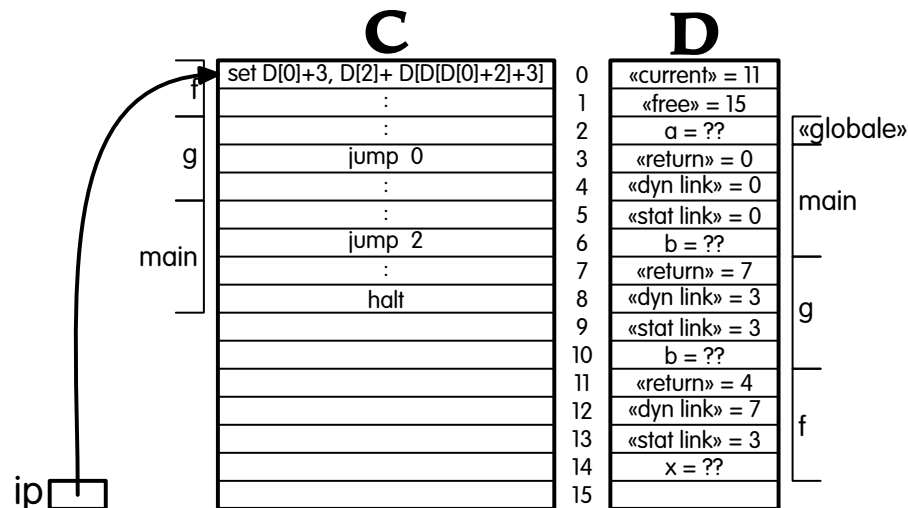 C D
set D[0]+3, D[2]+ D[D[D[0]+2]+3] 0 «current» = 11
f : 1 «free» = 15
: 2 a = ?? «globale»
g jump 0 3 «return» = 0
: 4 «dyn link» = 0
main
: 5 «stat link» = 0
jump 2 6 b = ??
main : 7 «return» = 7
halt 8 «dyn link» = 3
g
9 «stat link» = 3
10 b = ??
11 «return» = 4
12 «dyn link» = 7
f
13 «stat link» = 3
14 x = ??
ip 15